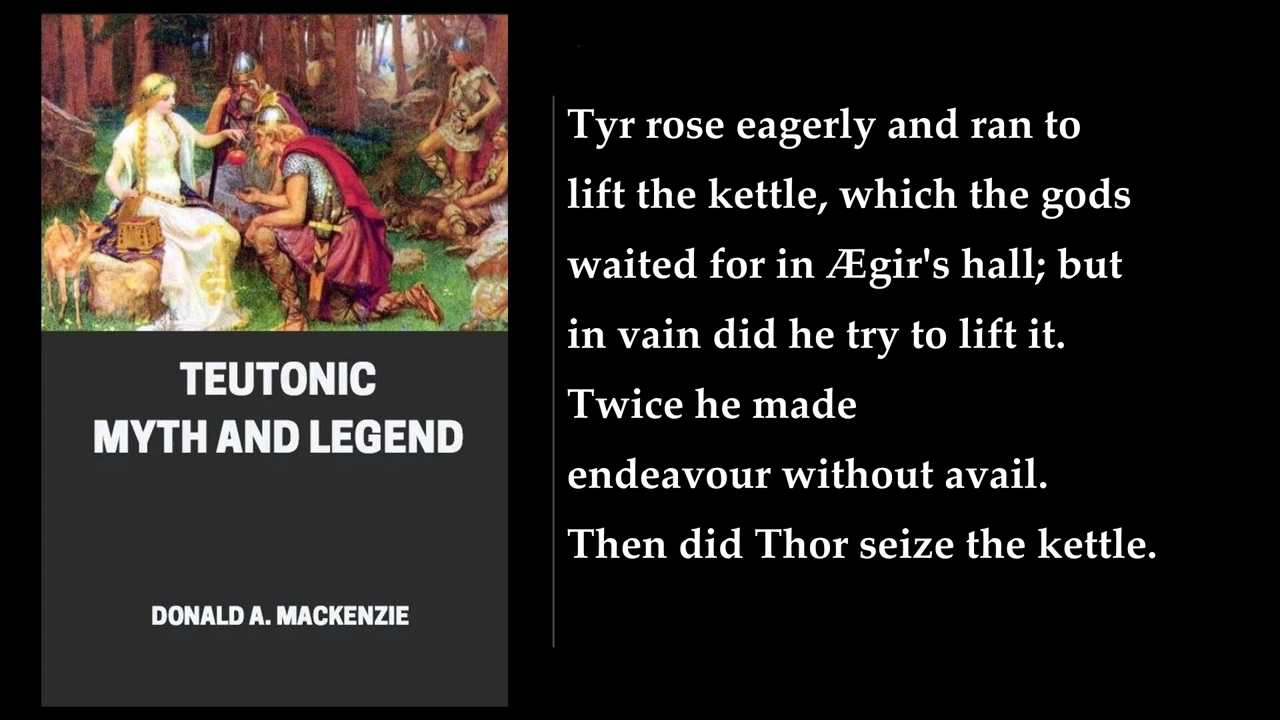 TEUTONIC
MYTH AND LEGEND
DONALD A. MACKENZIE
Tyr rose eagerly and ran to
lift the kettle, which the gods
waited for in Ægir's hall; but
in vain did he try to lift it.
Twice he made
endeavour without avail.
Then did Thor seize the kettle.